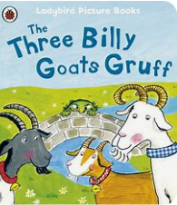 Ladybird Picture Books
The
Three Billy
Goats Gruff